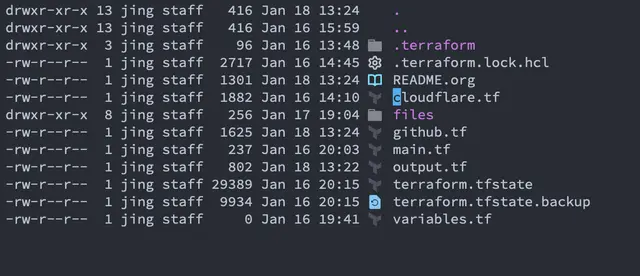 drwxr-xr-x 13 jing staff   416 Jan 18 13:24 .
drwxr-xr-x 13 jing staff   416 Jan 16 15:59 ..
drwxr-xr-x  3 jing staff    96 Jan 16 13:48 .terraform
-rw-r--r--  1 jing staff  2717 Jan 16 14:45 .terraform.lock.hcl
-rw-r--r--  1 jing staff  1301 Jan 18 13:24 README.org
-rw-r--r--  1 jing staff  1882 Jan 16 14:10 cloudflare.tf
drwxr-xr-x  8 jing staff   256 Jan 17 19:04 files
-rw-r--r--  1 jing staff  1625 Jan 18 13:24 github.tf
-rw-r--r--  1 jing staff   237 Jan 16 20:03 main.tf
-rw-r--r--  1 jing staff   802 Jan 18 13:22 output.tf
-rw-r--r--  1 jing staff 29389 Jan 16 20:15 terraform.tfstate
-rw-r--r--  1 jing staff  9934 Jan 16 20:15 terraform.tfstate.backup
-rw-r--r--  1 jing staff     0 Jan 16 19:41 variables.tf